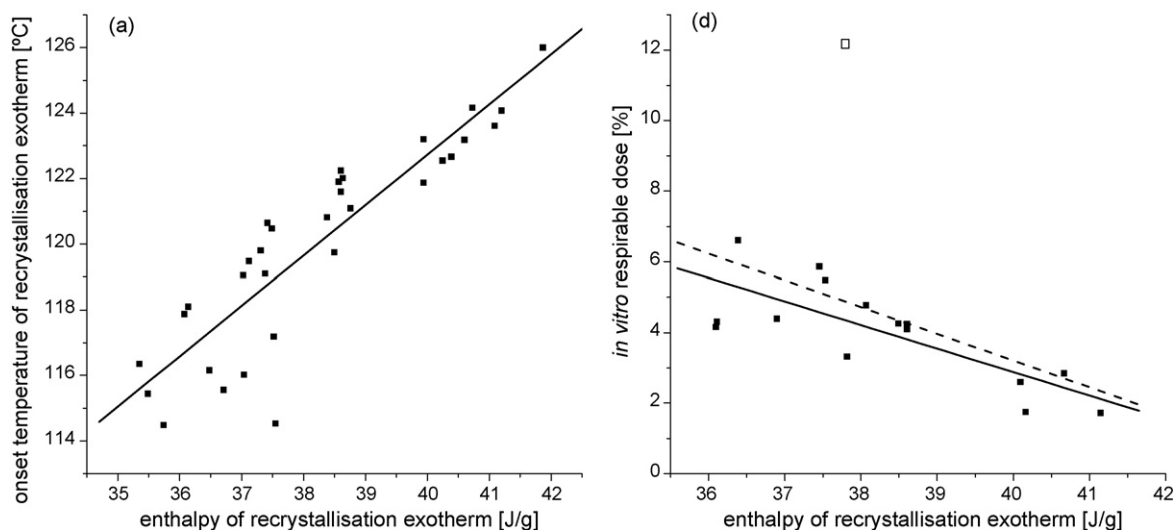 (a)
onset temperature of recrystallisation exotherm [ºC]
126
124
122
120
118
116
114
35 36 37 38 39 40 41 42
enthalpy of recrystallisation exotherm [J/g]
(d)
in vitro respirable dose [%]
12
10
8
6
4
2
0
36 37 38 39 40 41 42
enthalpy of recrystallisation exotherm [J/g]